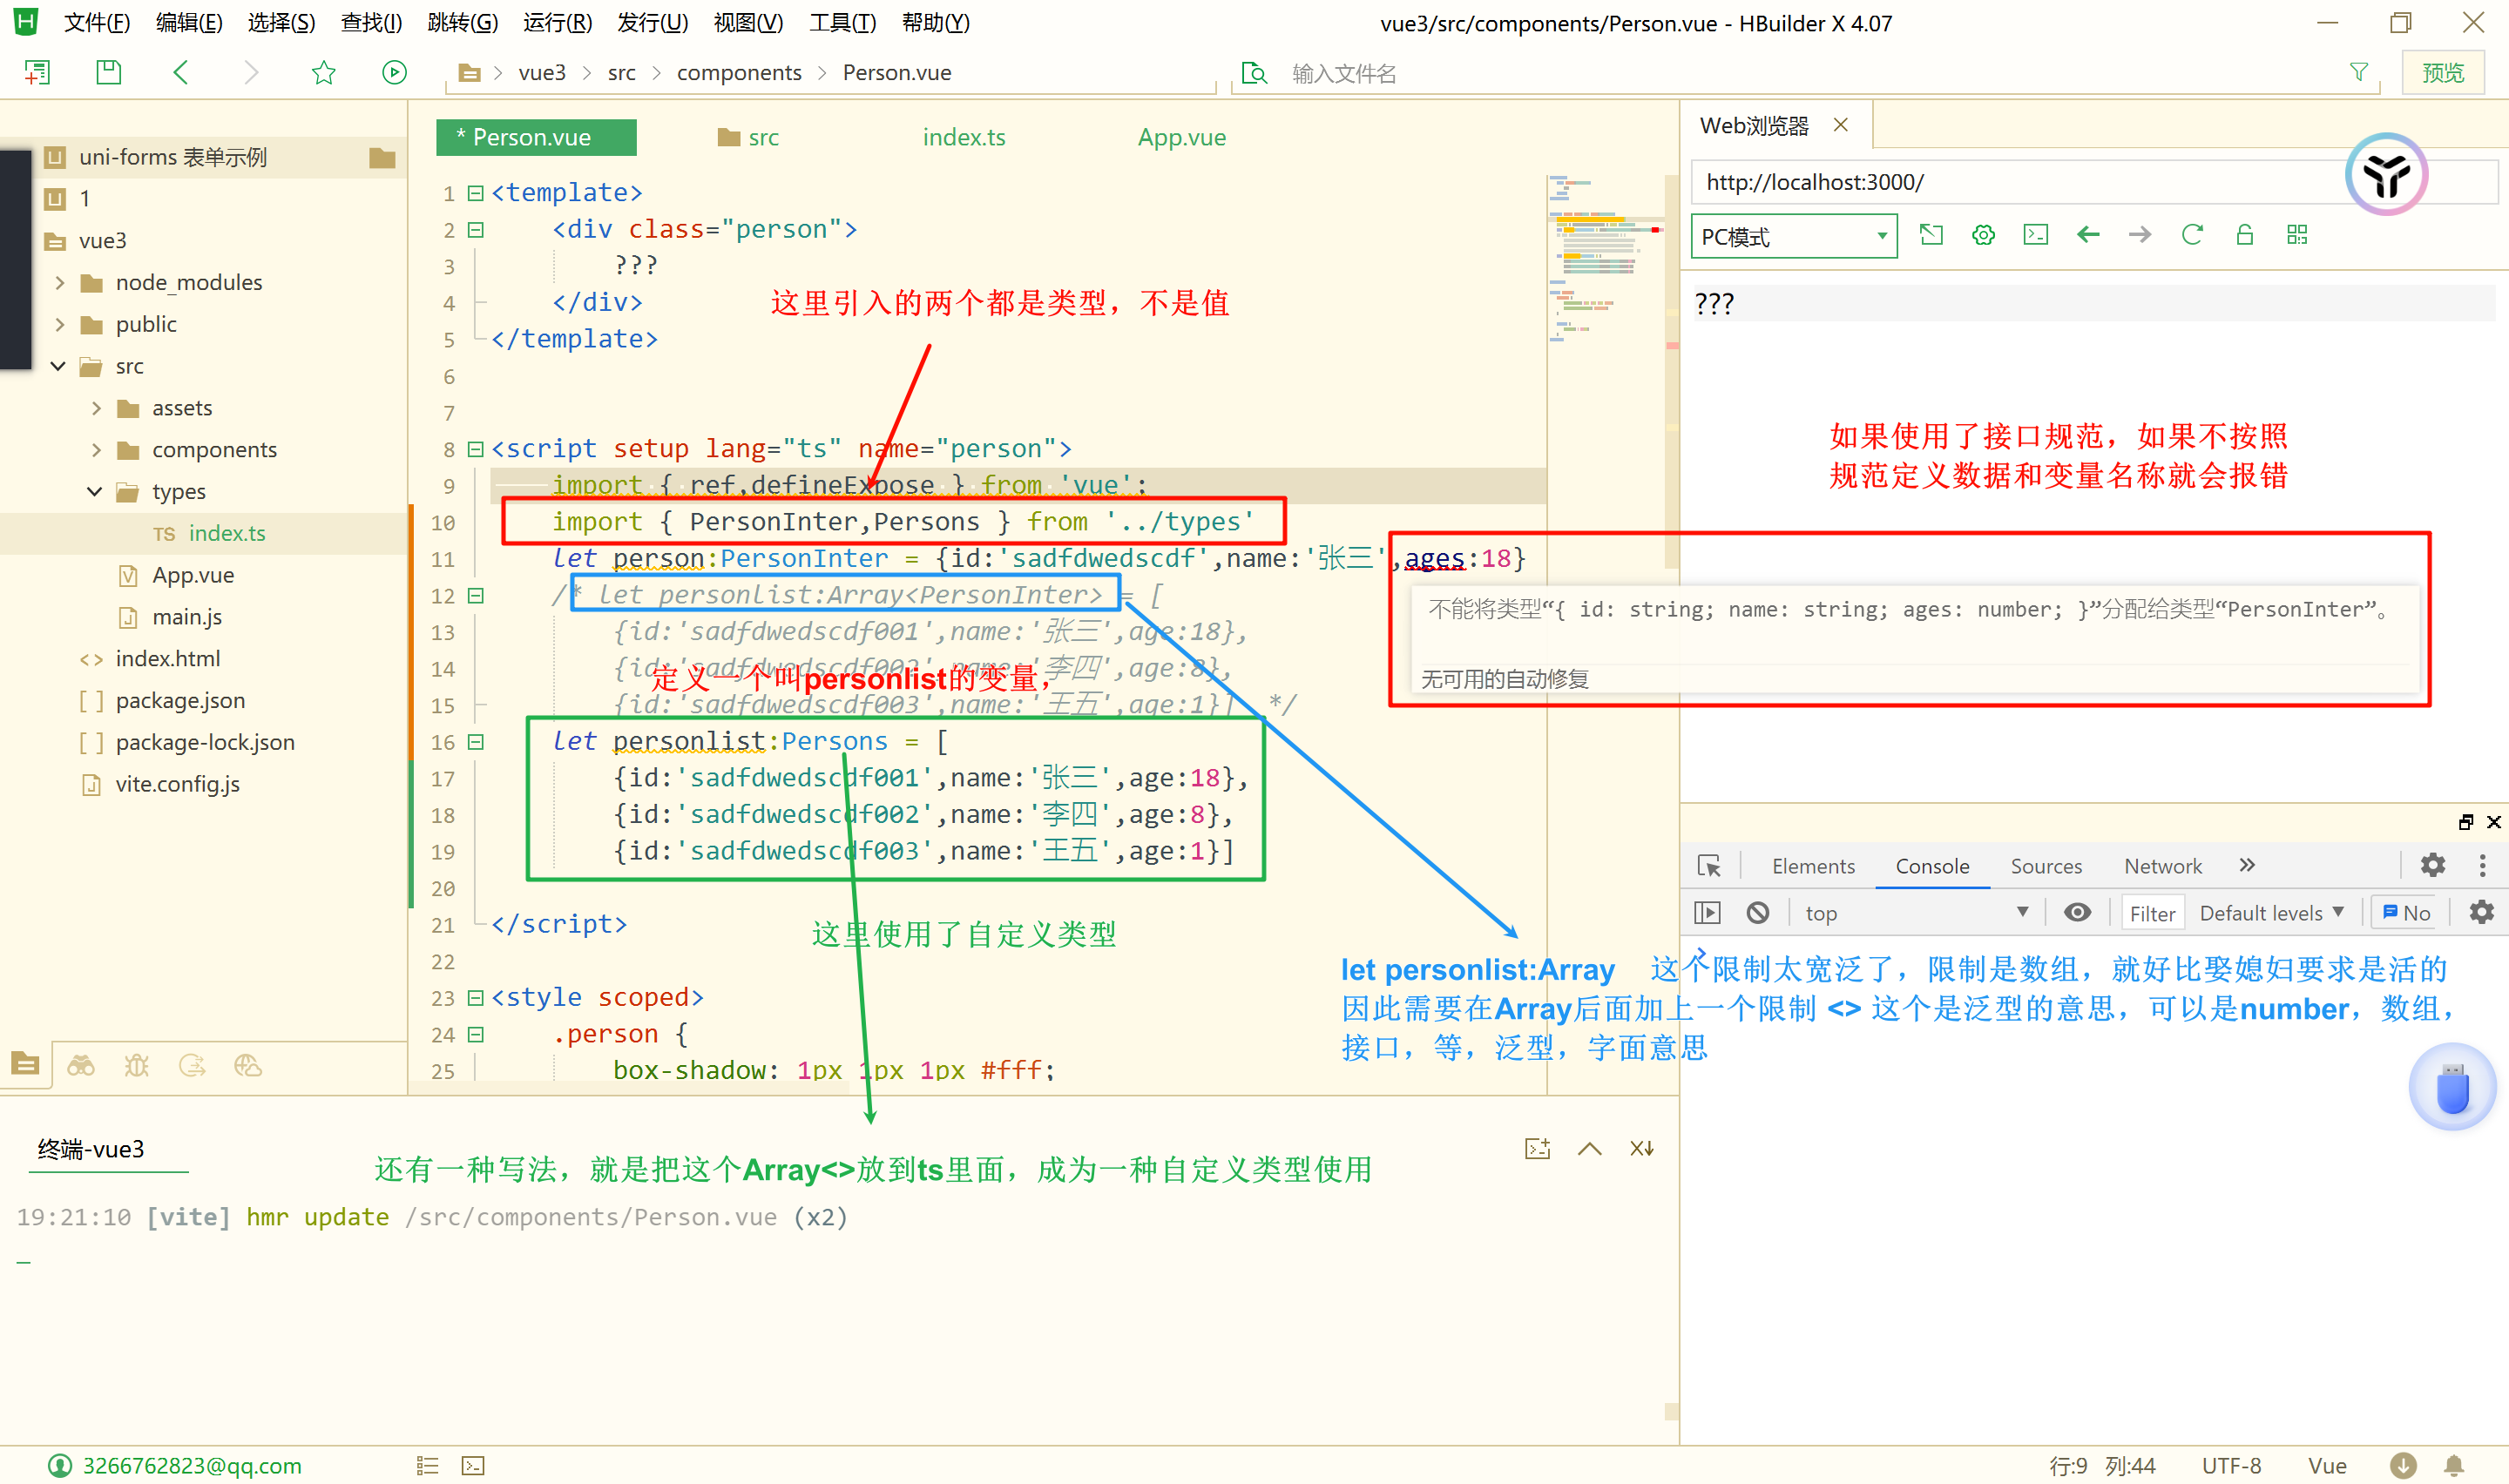 文件(F) 编辑(E) 选择(S) 查找(I) 跳转(G) 运行(R) 发行(U) 视图(V) 工具(T) 帮助(Y)
vue3/src/components/Person.vue - HBuilder X 4.07
vue3 > src > components > Person.vue
输入文件名
预览
uni-forms 表单示例
1
vue3
node_modules
public
src
assets
components
types
TS index.ts
App.vue
main.js
<> index.html
[ ] package.json
[ ] package-lock.json
vite.config.js
* Person.vue
src
index.ts
App.vue
1 <template>
2 <div class="person">
3 ???
4 </div>
这里引入的两个都是类型，不是值
5 </template>
6
7
8 <script setup lang="ts" name="person">
9 import { ref,defineExpose } from 'vue';
10 import { PersonInter,Persons } from '../types'
11 let person:PersonInter = {id:'sadfdwedscdf',name:'张三',ages:18}
12 /* let personlist:Array<PersonInter> = [
13 {id:'sadfdwedscdf001',name:'张三',age:18},
14 {id:'sadfdwedscdf002',name:'李四',age:8},
定义一个叫personlist的变量，
15 {id:'sadfdwedscdf003',name:'王五',age:1}] */
16 let personlist:Persons = [
17 {id:'sadfdwedscdf001',name:'张三',age:18},
18 {id:'sadfdwedscdf002',name:'李四',age:8},
19 {id:'sadfdwedscdf003',name:'王五',age:1}]
20
21 </script>
这里使用了自定义类型
22
23 <style scoped>
24 .person {
25 box-shadow: 1px 1px 1px #fff;
不能将类型“{ id: string; name: string; ages: number; }”分配给类型“PersonInter”。
无可用的自动修复
Web浏览器
http://localhost:3000/
PC模式
???
如果使用了接口规范，如果不按照
规范定义数据和变量名称就会报错
Elements Console Sources Network »
top
Filter
Default levels
No
let personlist:Array 这个限制太宽泛了，限制是数组，就好比娶媳妇要求是活的
因此需要在Array后面加上一个限制 <> 这个是泛型的意思，可以是number，数组，
接口，等，泛型，字面意思
终端-vue3
还有一种写法，就是把这个Array<>放到ts里面，成为一种自定义类型使用
19:21:10 [vite] hmr update /src/components/Person.vue (x2)
3266762823@qq.com
行:9 列:44
UTF-8
Vue